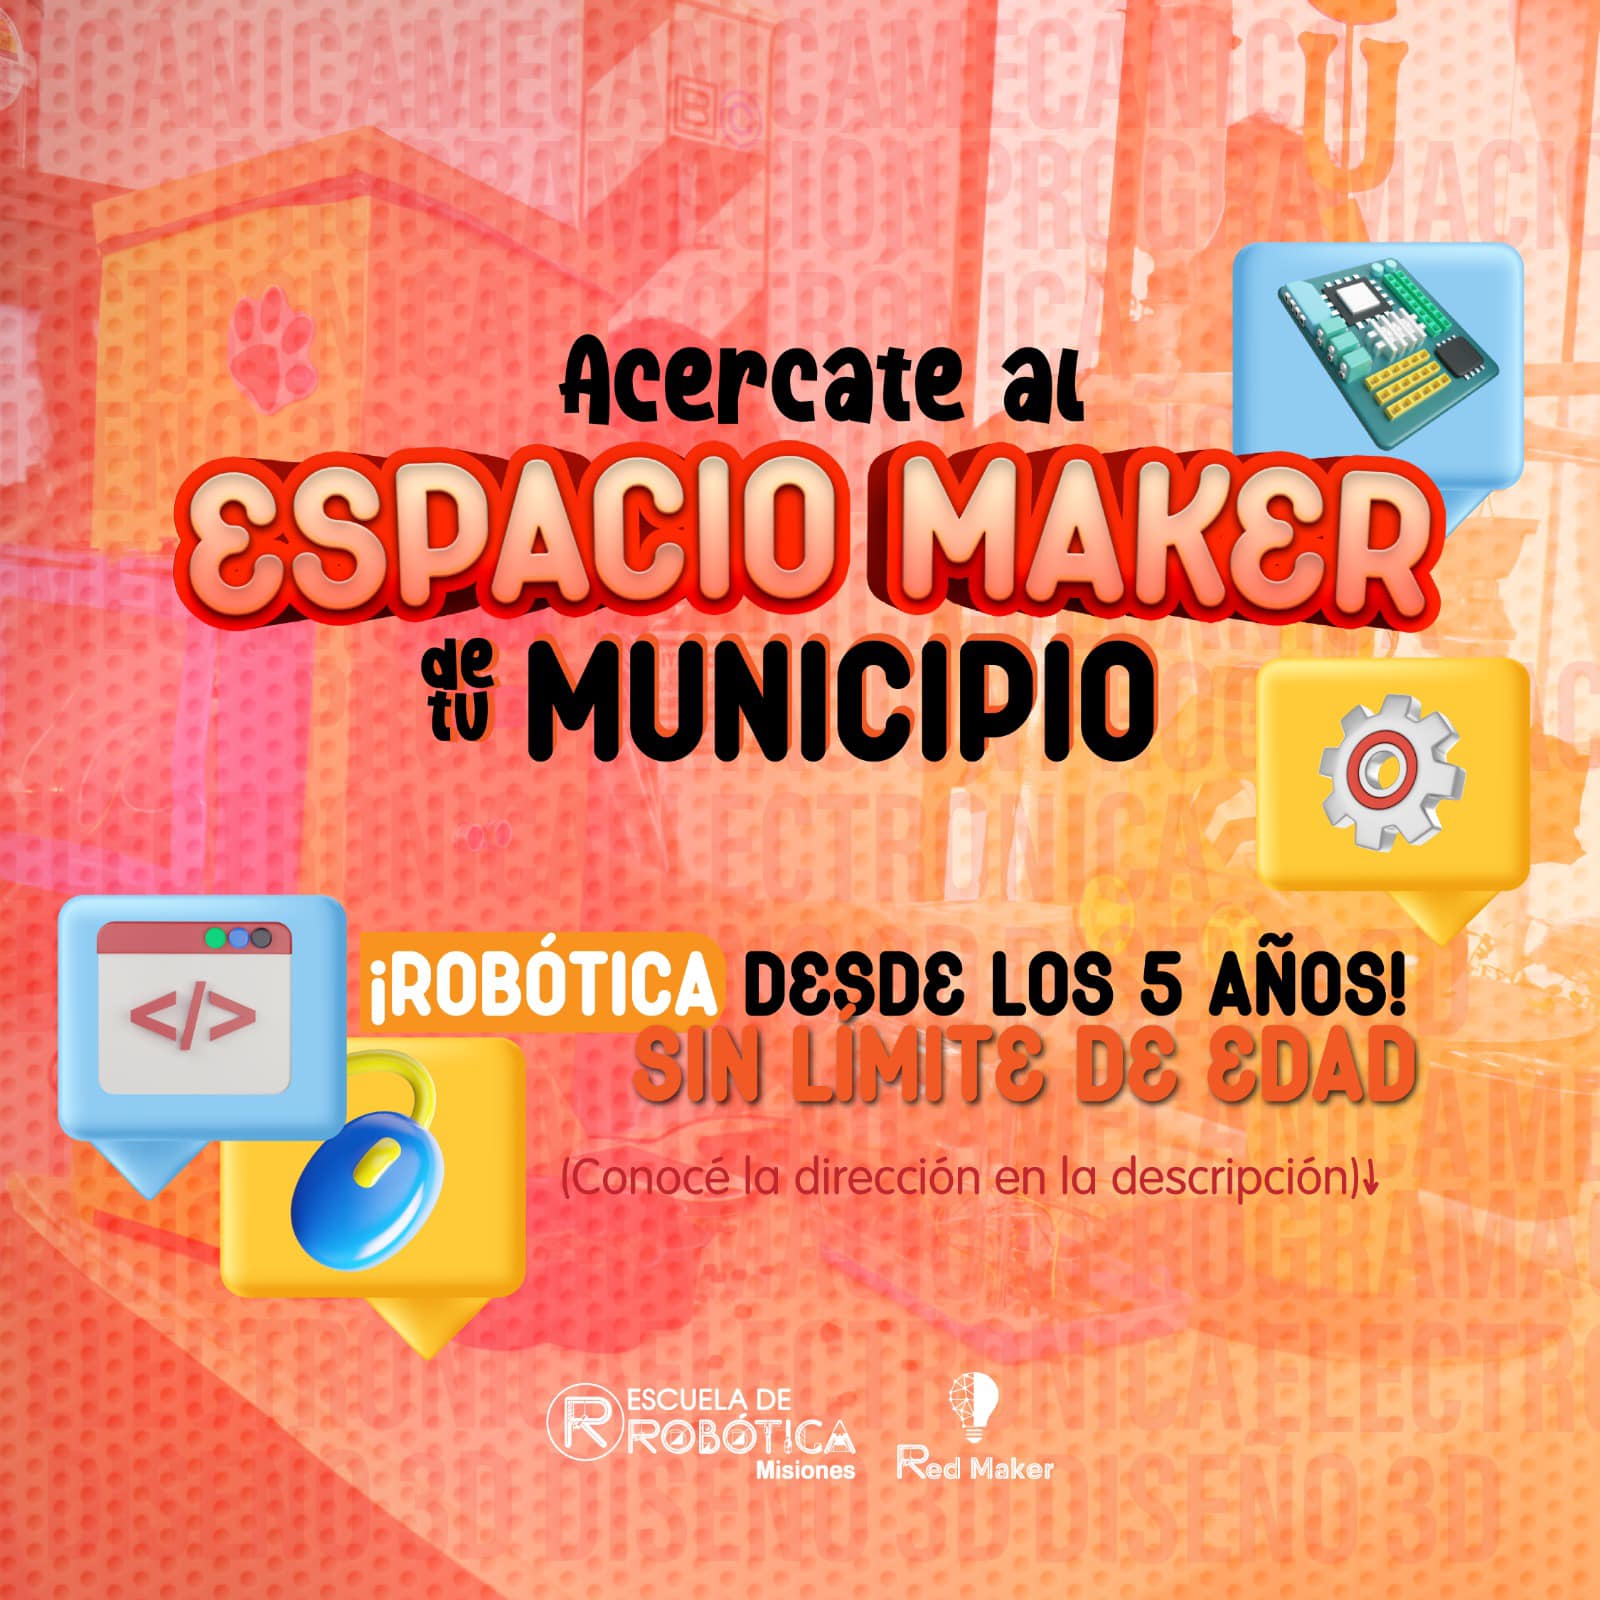 Acercate al
ESPACIO MAKER
de tu MUNICIPIO
¡ROBÓTICA DESDE LOS 5 AÑOS!
SIN LÍMITE DE EDAD
(Conocé la dirección en la descripción)↓
</>
R ESCUELA DE
ROBÓTICA
Misiones
Red Maker